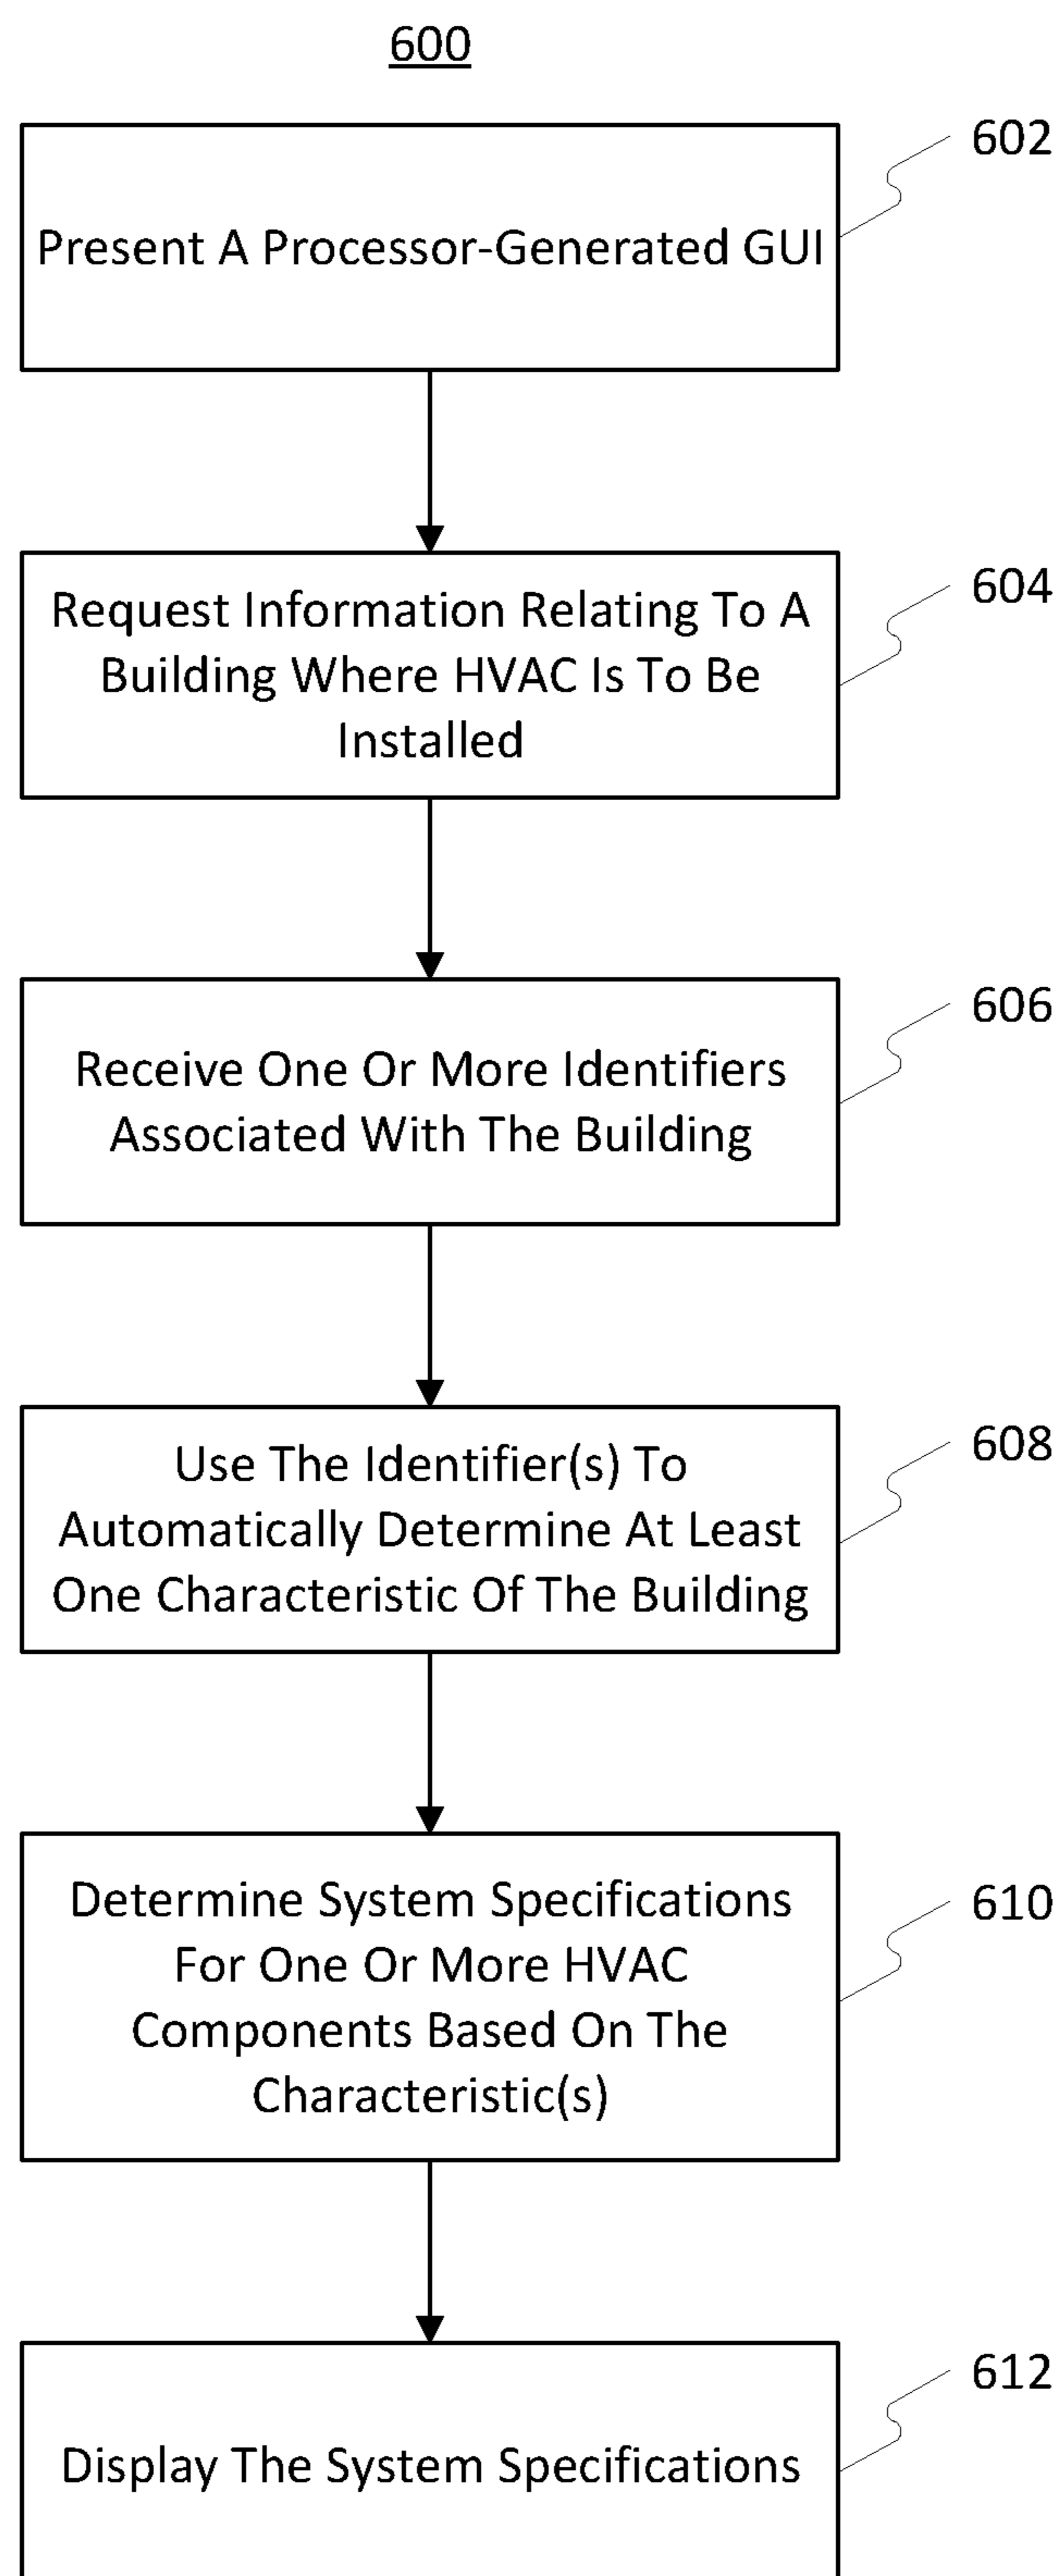 600
602
Present A Processor-Generated GUI
604
Request Information Relating To A
Building Where HVAC Is To Be
Installed
606
Receive One Or More Identifiers
Associated With The Building
608
Use The Identifier(s) To
Automatically Determine At Least
One Characteristic Of The Building
610
Determine System Specifications
For One Or More HVAC
Components Based On The
Characteristic(s)
612
Display The System Specifications